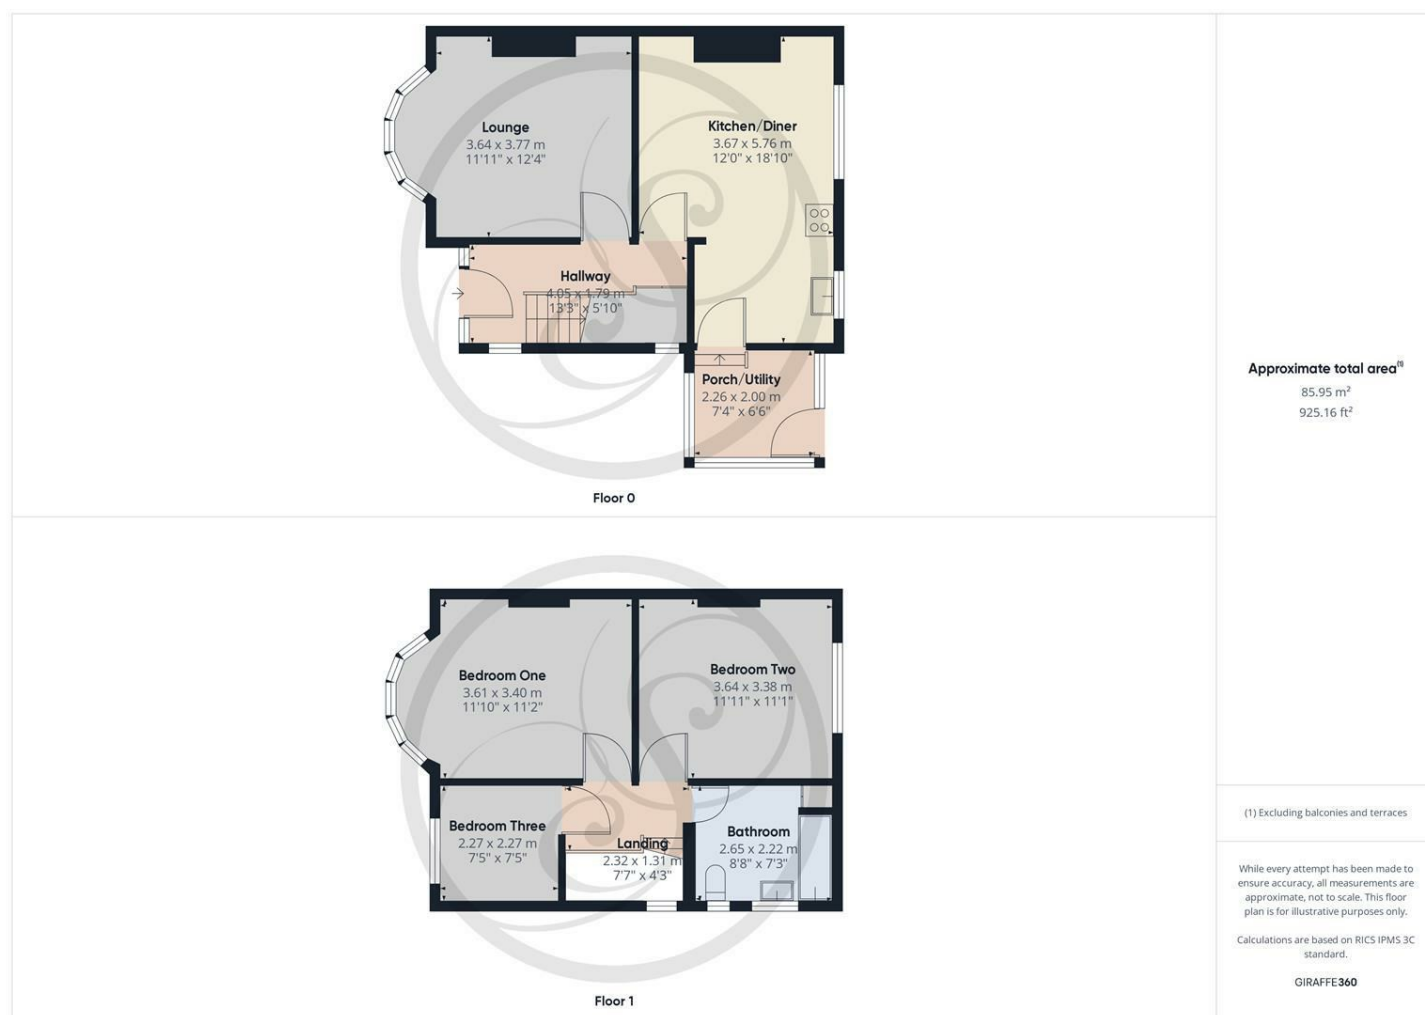 Lounge
3.64 x 3.77 m
11'11" x 12'4"
Kitchen/Diner
3.67 x 5.76 m
12'0" x 18'10"
Hallway
4.05 x 1.79 m
13'3" x 5'10"
Porch/Utility
2.26 x 2.00 m
7'4" x 6'6"
Floor 0
Approximate total area(1)
85.95 m²
925.16 ft²
Bedroom One
3.61 x 3.40 m
11'10" x 11'2"
Bedroom Two
3.64 x 3.38 m
11'11" x 11'1"
Bedroom Three
2.27 x 2.27 m
7'5" x 7'5"
Landing
2.32 x 1.31 m
7'7" x 4'3"
Bathroom
2.65 x 2.22 m
8'8" x 7'3"
Floor 1
(1) Excluding balconies and terraces
While every attempt has been made to
ensure accuracy, all measurements are
approximate, not to scale. This floor
plan is for illustrative purposes only.
Calculations are based on RICS IPMS 3C
standard.
GIRAFFE360